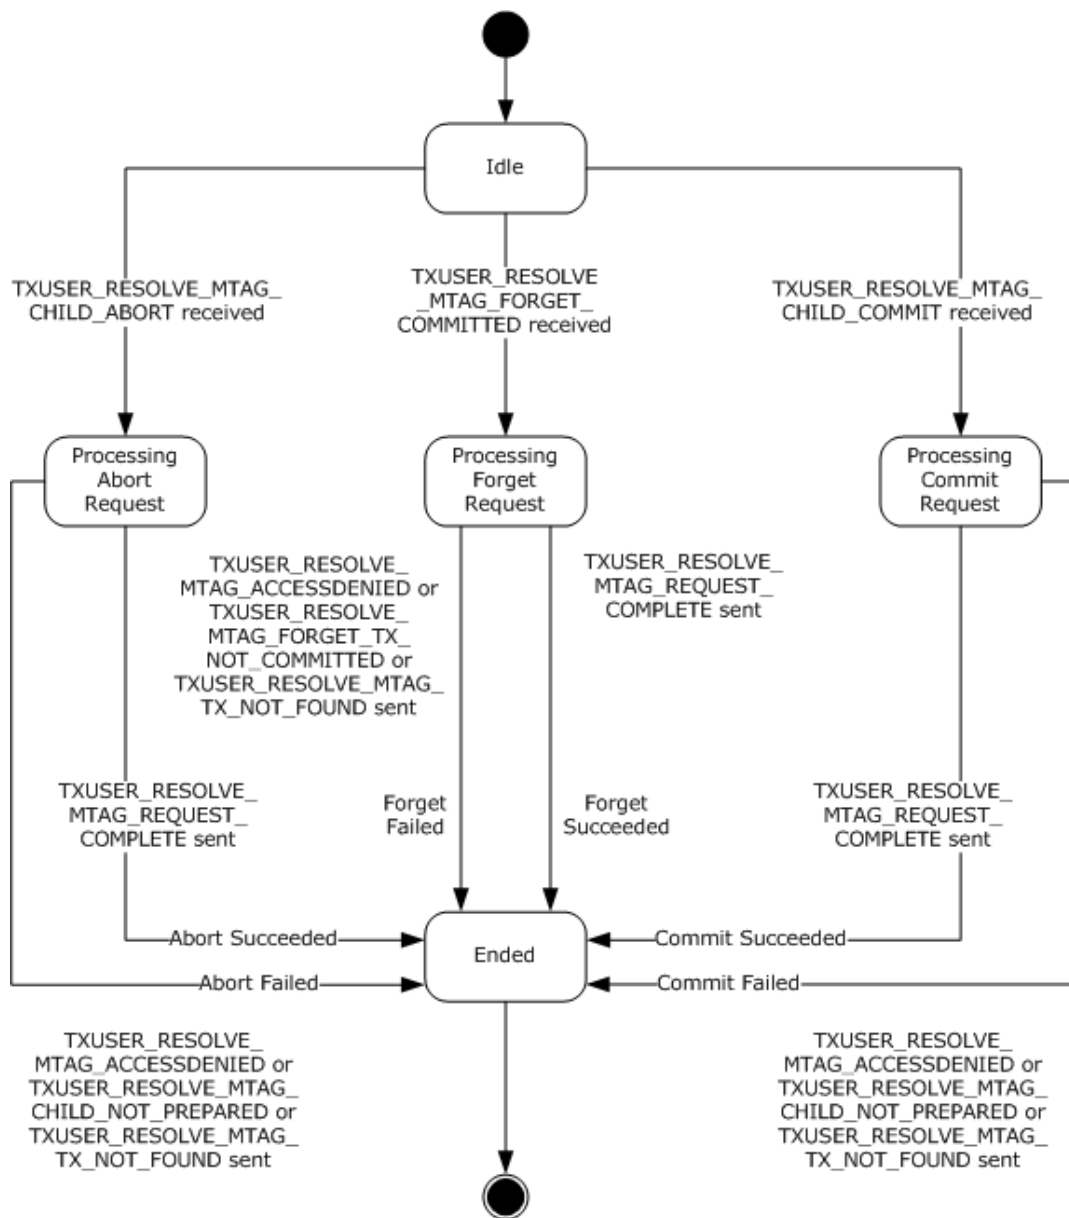 Idle
TXUSER_RESOLVE_MTAG_
CHILD_ABORT received
TXUSER_RESOLVE
_MTAG_FORGET_
COMMITTED received
TXUSER_RESOLVE_MTAG_
CHILD_COMMIT received
Processing
Abort
Request
Processing
Forget
Request
Processing
Commit
Request
TXUSER_RESOLVE_
MTAG_ACCESSDENIED or
TXUSER_RESOLVE_
MTAG_FORGET_TX_
NOT_COMMITTED or
TXUSER_RESOLVE_MTAG_
TX_NOT_FOUND sent
TXUSER_RESOLVE_
MTAG_REQUEST_
COMPLETE sent
TXUSER_RESOLVE_
MTAG_REQUEST_
COMPLETE sent
Forget
Failed
Forget
Succeeded
TXUSER_RESOLVE_
MTAG_REQUEST_
COMPLETE sent
Abort Succeeded
Abort Failed
Ended
Commit Succeeded
Commit Failed
TXUSER_RESOLVE_
MTAG_ACCESSDENIED or
TXUSER_RESOLVE_MTAG_
CHILD_NOT_PREPARED or
TXUSER_RESOLVE_MTAG_
TX_NOT_FOUND sent
TXUSER_RESOLVE_
MTAG_ACCESSDENIED or
TXUSER_RESOLVE_MTAG_
CHILD_NOT_PREPARED or
TXUSER_RESOLVE_MTAG_
TX_NOT_FOUND sent